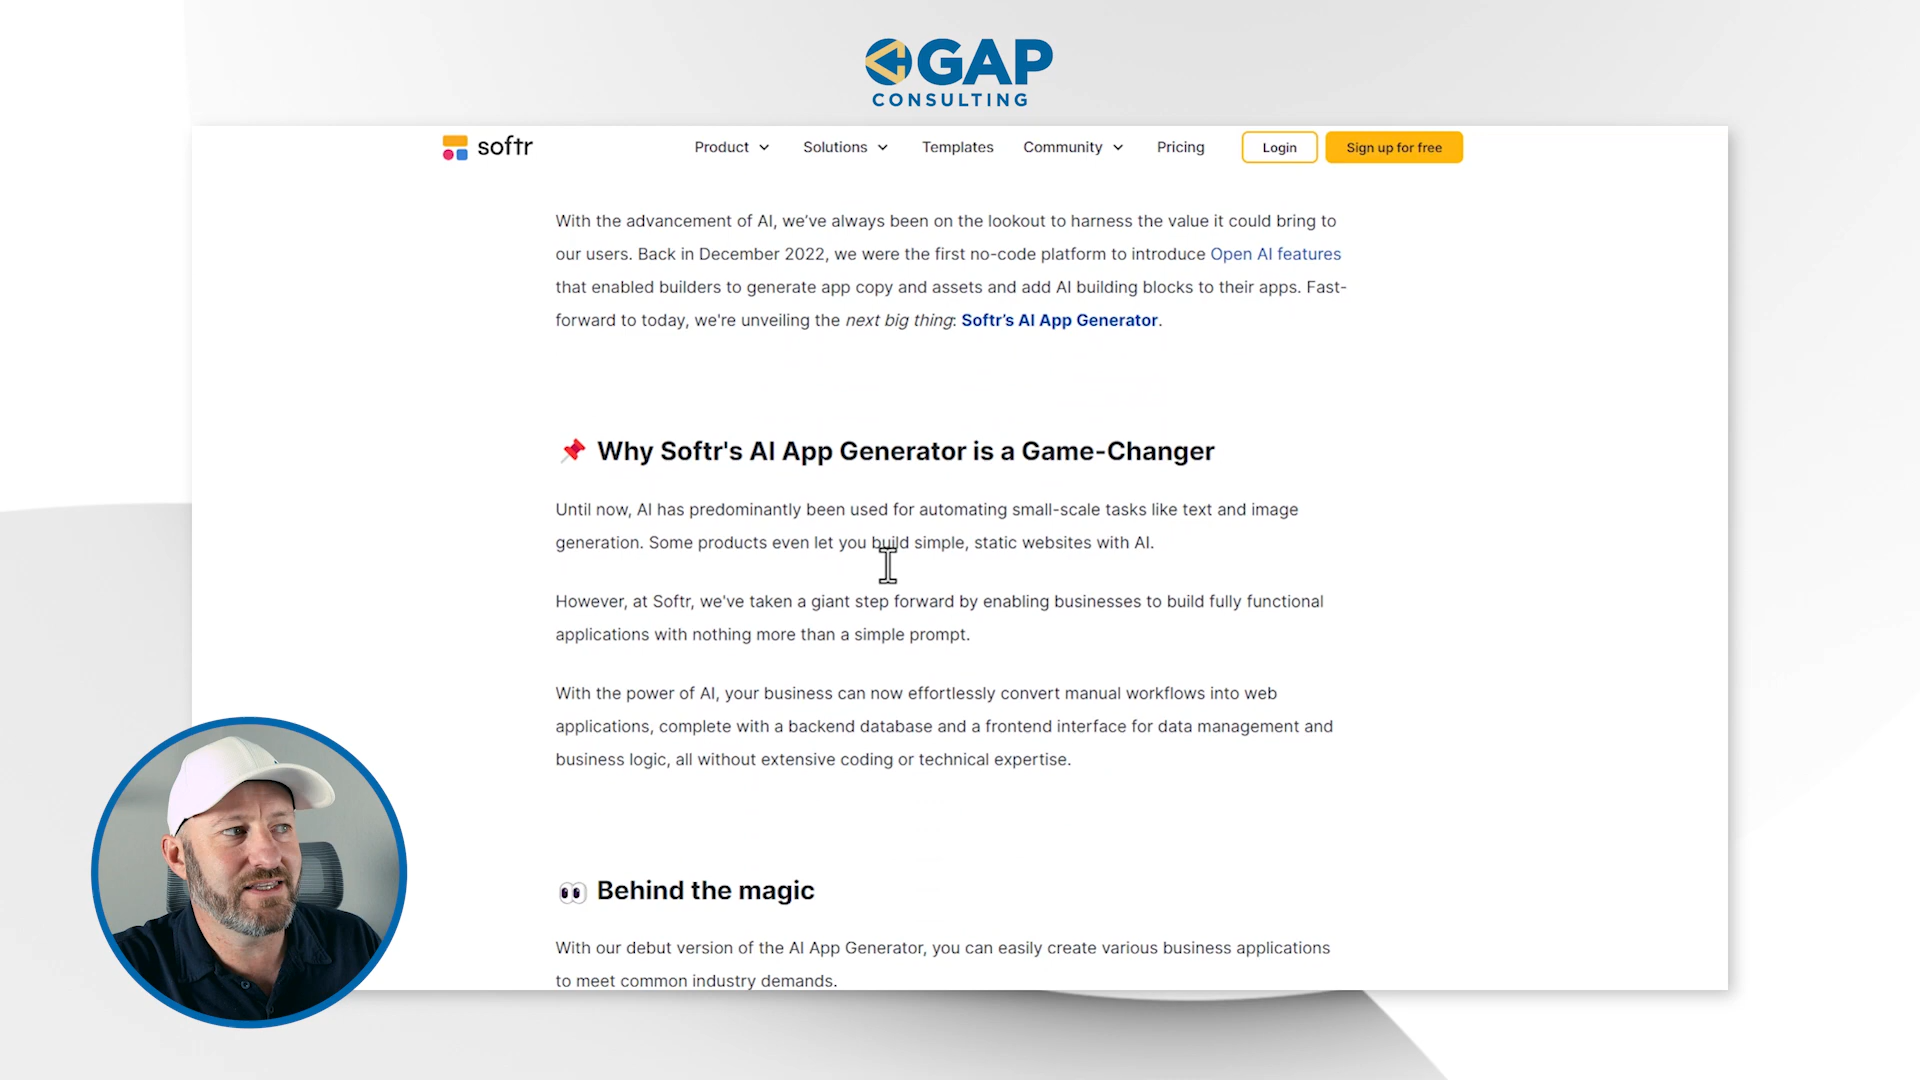 GAP
CONSULTING
softr
Product
Solutions
Templates
Community
Pricing
Login
Sign up for free
With the advancement of AI, we’ve always been on the lookout to harness the value it could bring to
our users. Back in December 2022, we were the first no-code platform to introduce Open AI features
that enabled builders to generate app copy and assets and add AI building blocks to their apps. Fast-
forward to today, we're unveiling the next big thing: Softr’s AI App Generator.
Why Softr's AI App Generator is a Game-Changer
Until now, AI has predominantly been used for automating small-scale tasks like text and image
generation. Some products even let you build simple, static websites with AI.
However, at Softr, we've taken a giant step forward by enabling businesses to build fully functional
applications with nothing more than a simple prompt.
With the power of AI, your business can now effortlessly convert manual workflows into web
applications, complete with a backend database and a frontend interface for data management and
business logic, all without extensive coding or technical expertise.
Behind the magic
With our debut version of the AI App Generator, you can easily create various business applications
to meet common industry demands.